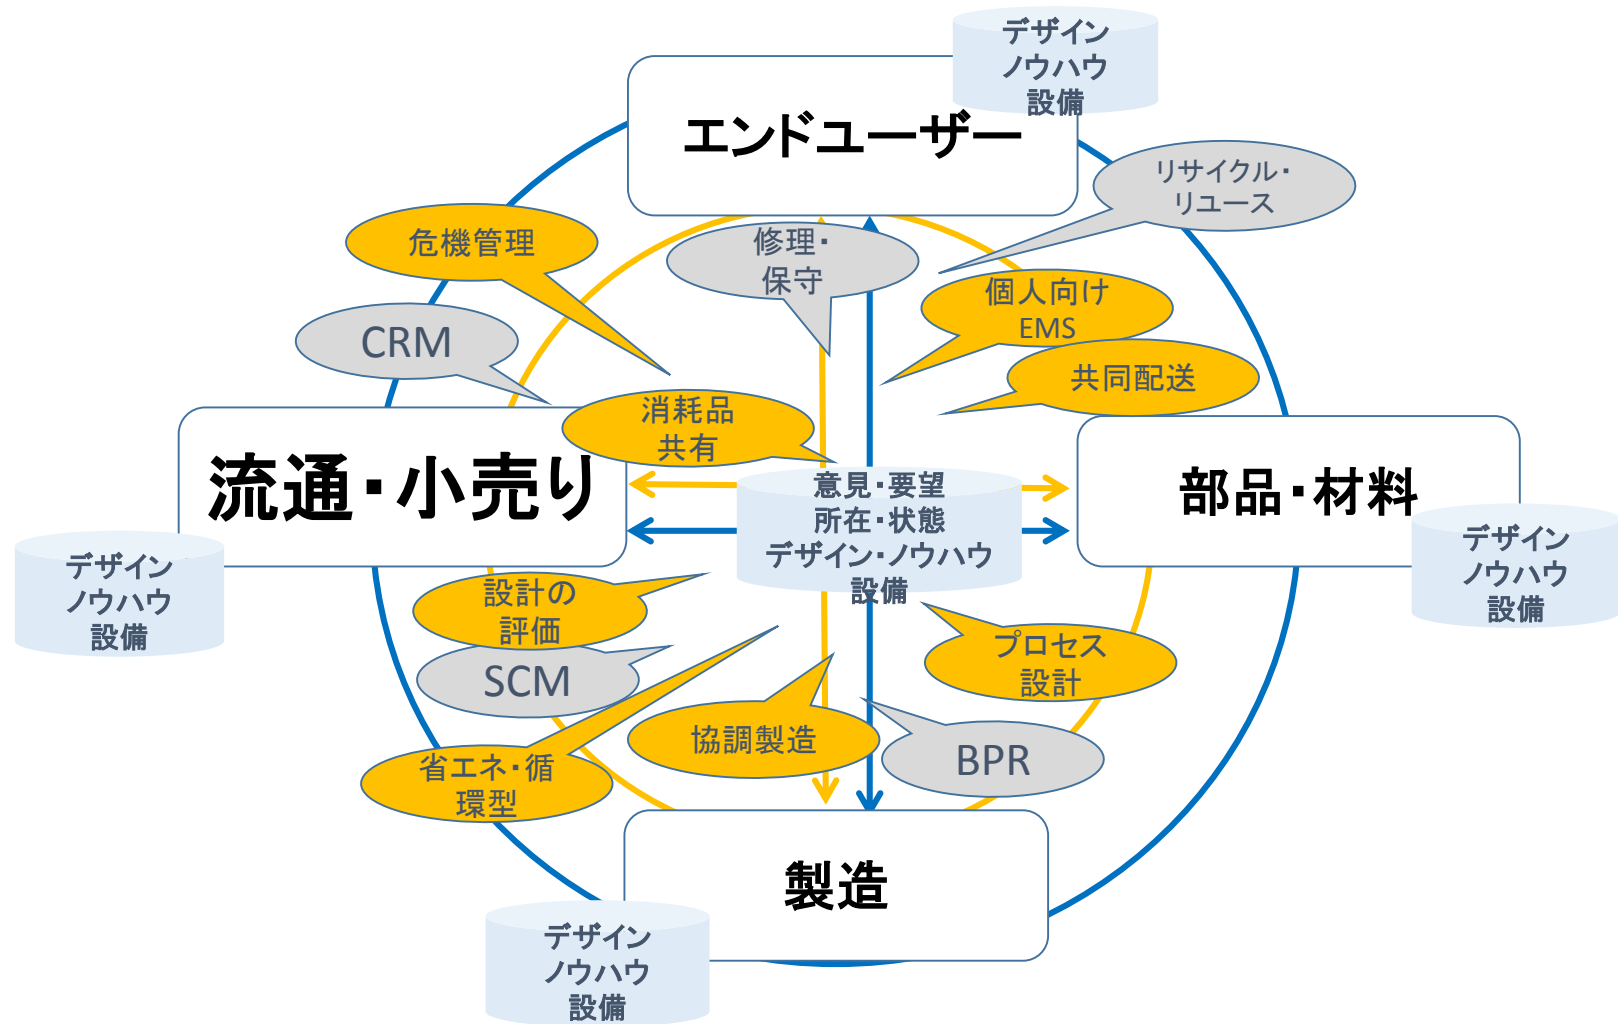 デザイン
ノウハウ
設備
エンドユーザー
リサイクル・
リユース
危機管理
修理・
保守
個人向け
EMS
CRM
共同配送
消耗品
共有
流通・小売り
意見・要望
所在・状態
デザイン・ノウハウ
設備
部品・材料
デザイン
ノウハウ
設備
デザイン
ノウハウ
設備
設計の
評価
プロセス
設計
SCM
協調製造
BPR
省エネ・循
環型
製造
デザイン
ノウハウ
設備